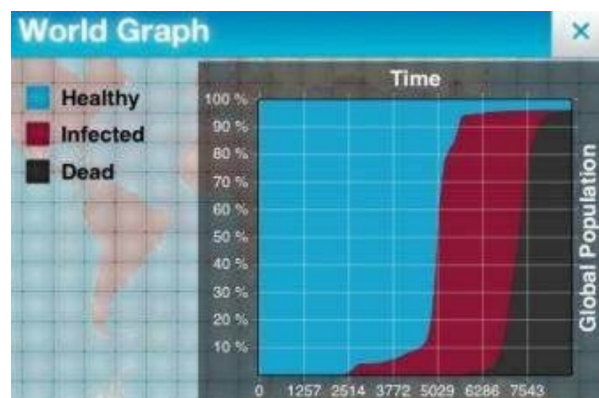 World Graph
×
Healthy
Infected
Dead
Time
100 %
90 %
80 %
70 %
60 %
50 %
40 %
30 %
20 %
10 %
0 1257 2514 3772 5029 6286 7543
Global Population